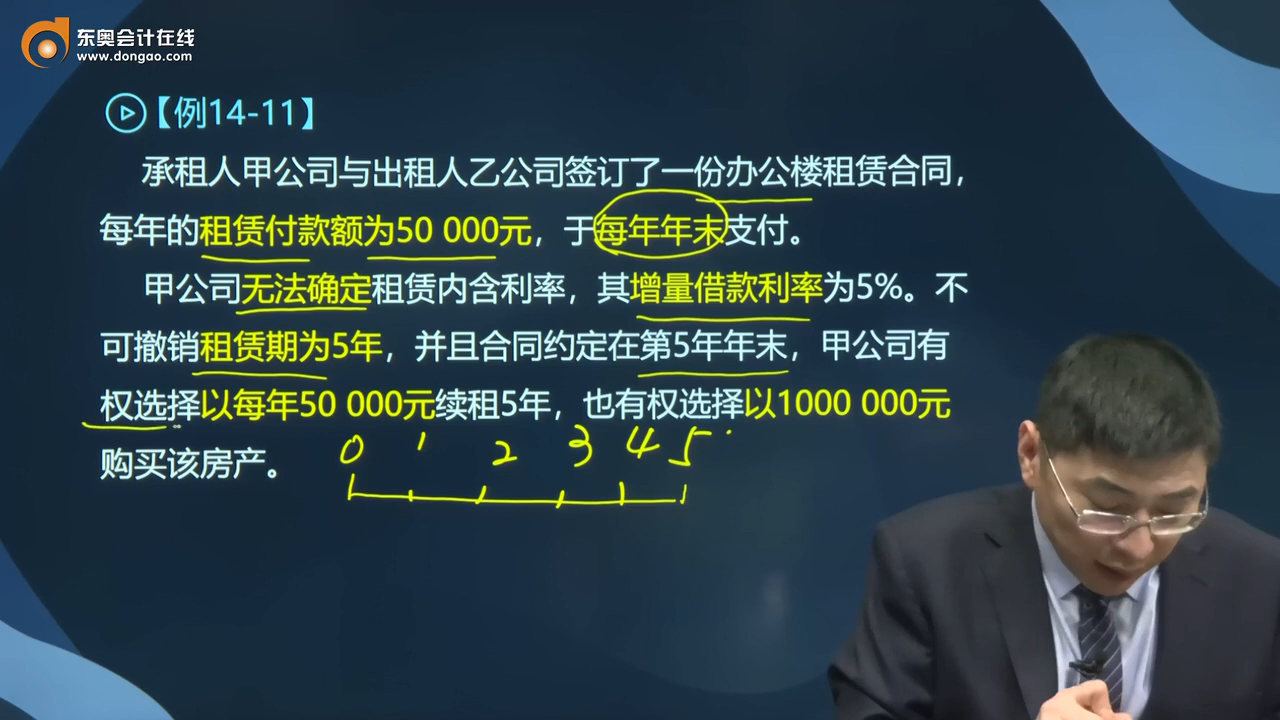 东奥会计在线
www.dongao.com
【例14-11】
承租人甲公司与出租人乙公司签订了一份办公楼租赁合同，
每年的租赁付款额为50 000元，于每年年末支付。
甲公司无法确定租赁内含利率，其增量借款利率为5%。不
可撤销租赁期为5年，并且合同约定在第5年年末，甲公司有
权选择以每年50 000元续租5年，也有权选择以1000 000元
购买该房产。
0 1 2 3 4 5